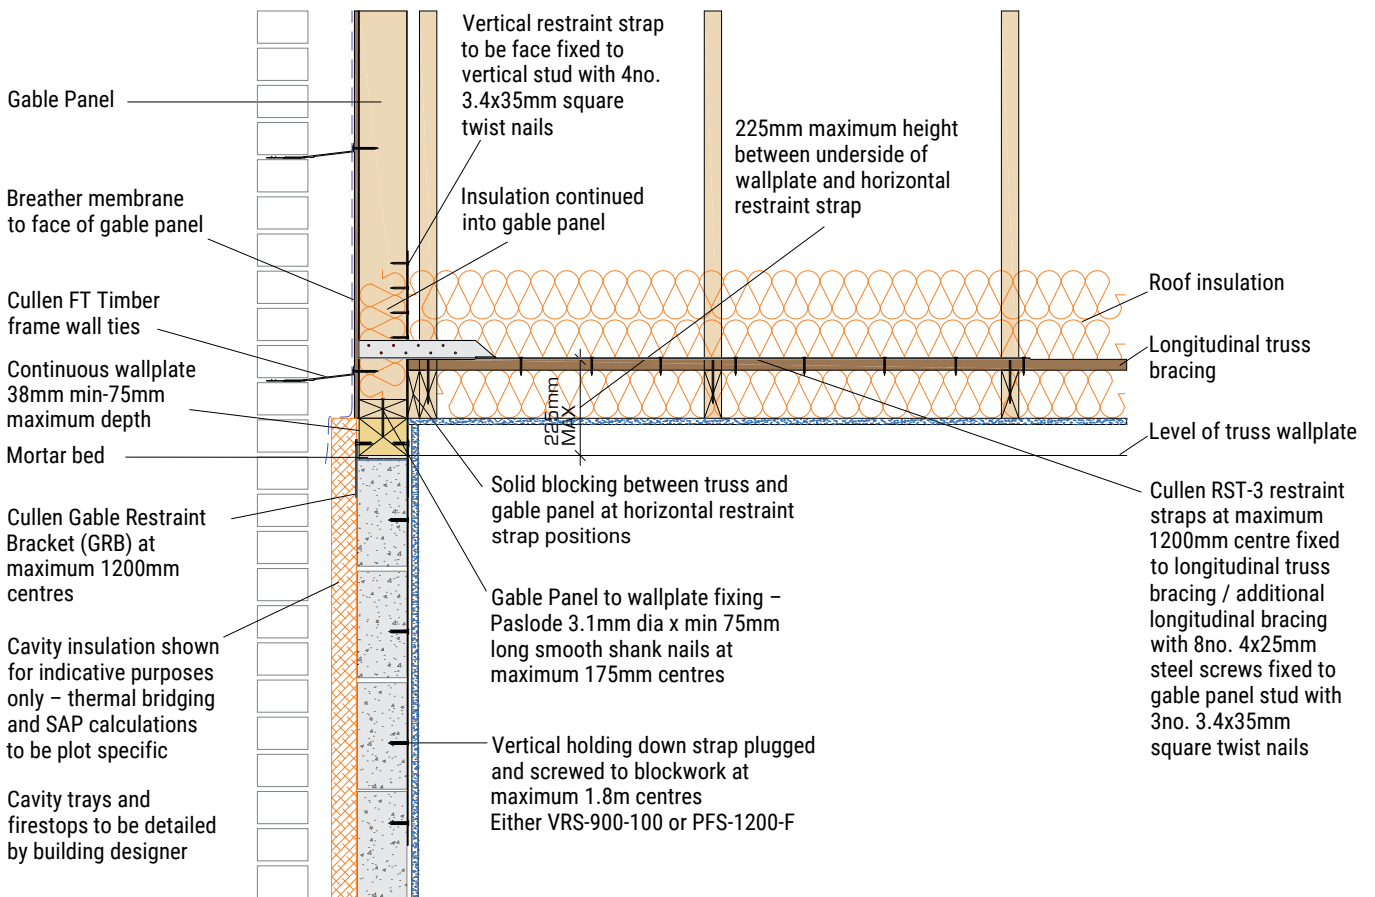 Gable Panel
Breather membrane
to face of gable panel
Cullen FT Timber
frame wall ties
Continuous wallplate
38mm min-75mm
maximum depth
Mortar bed
Cullen Gable Restraint
Bracket (GRB) at
maximum 1200mm
centres
Cavity insulation shown
for indicative purposes
only – thermal bridging
and SAP calculations
to be plot specific
Cavity trays and
firestops to be detailed
by building designer
Vertical restraint strap
to be face fixed to
vertical stud with 4no.
3.4x35mm square
twist nails
Insulation continued
into gable panel
225mm maximum height
between underside of
wallplate and horizontal
restraint strap
225mm
MAX
Solid blocking between truss and
gable panel at horizontal restraint
strap positions
Gable Panel to wallplate fixing –
Paslode 3.1mm dia x min 75mm
long smooth shank nails at
maximum 175mm centres
Vertical holding down strap plugged
and screwed to blockwork at
maximum 1.8m centres
Either VRS-900-100 or PFS-1200-F
Roof insulation
Longitudinal truss
bracing
Level of truss wallplate
Cullen RST-3 restraint
straps at maximum
1200mm centre fixed
to longitudinal truss
bracing / additional
longitudinal bracing
with 8no. 4x25mm
steel screws fixed to
gable panel stud with
3no. 3.4x35mm
square twist nails